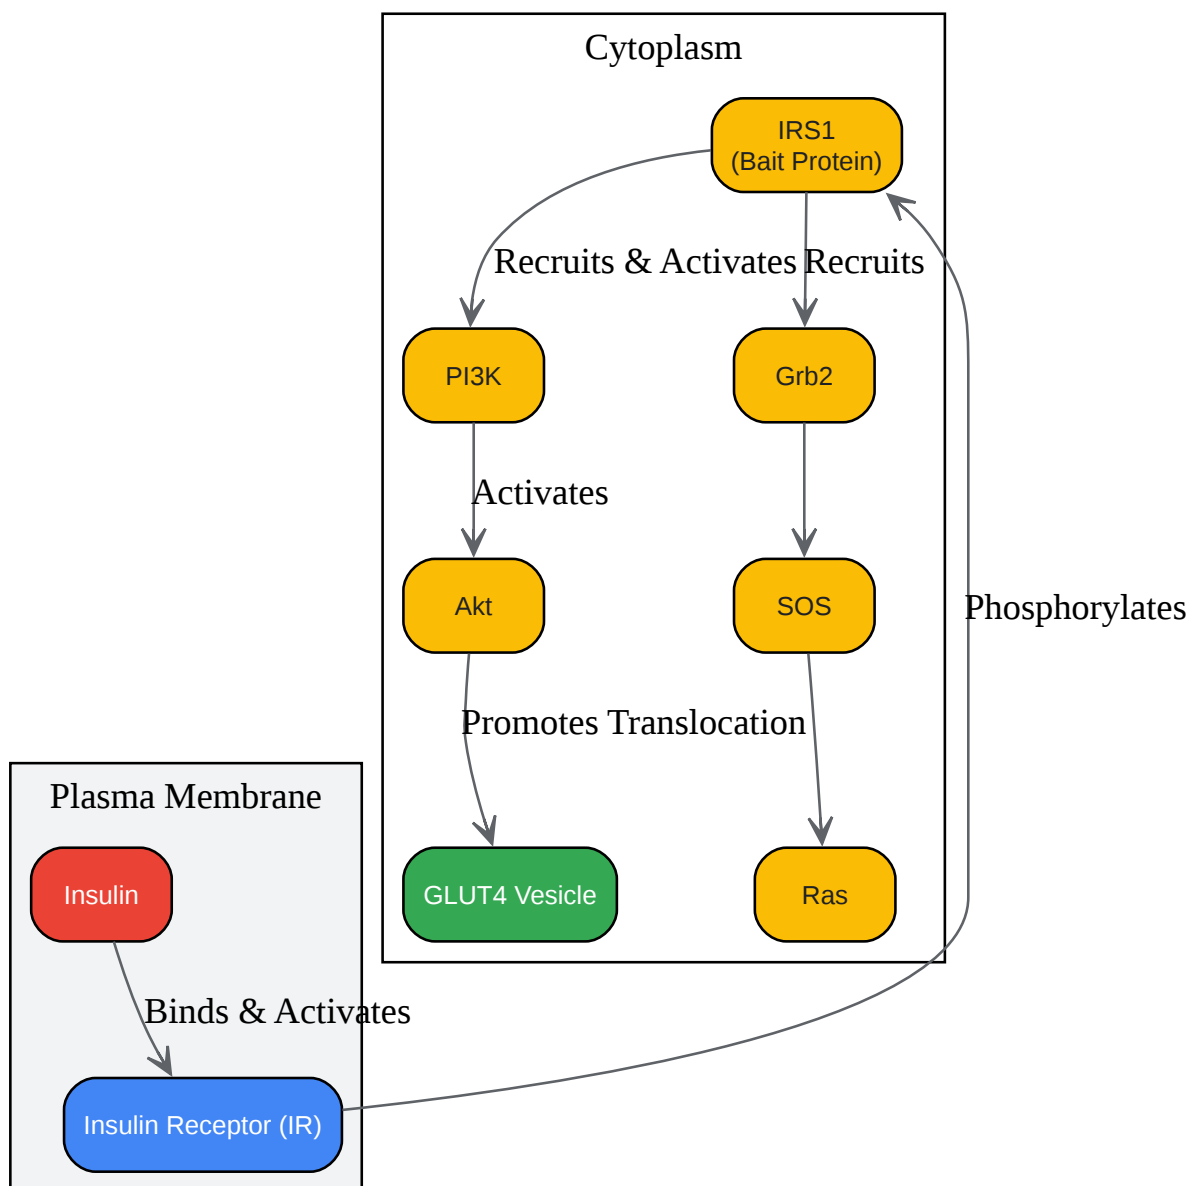 Cytoplasm
IRS1
(Bait Protein)
Recruits & Activates
Recruits
PI3K
Grb2
Activates
Akt
SOS
Phosphorylates
Promotes Translocation
Plasma Membrane
Insulin
GLUT4 Vesicle
Ras
Binds & Activates
Insulin Receptor (IR)